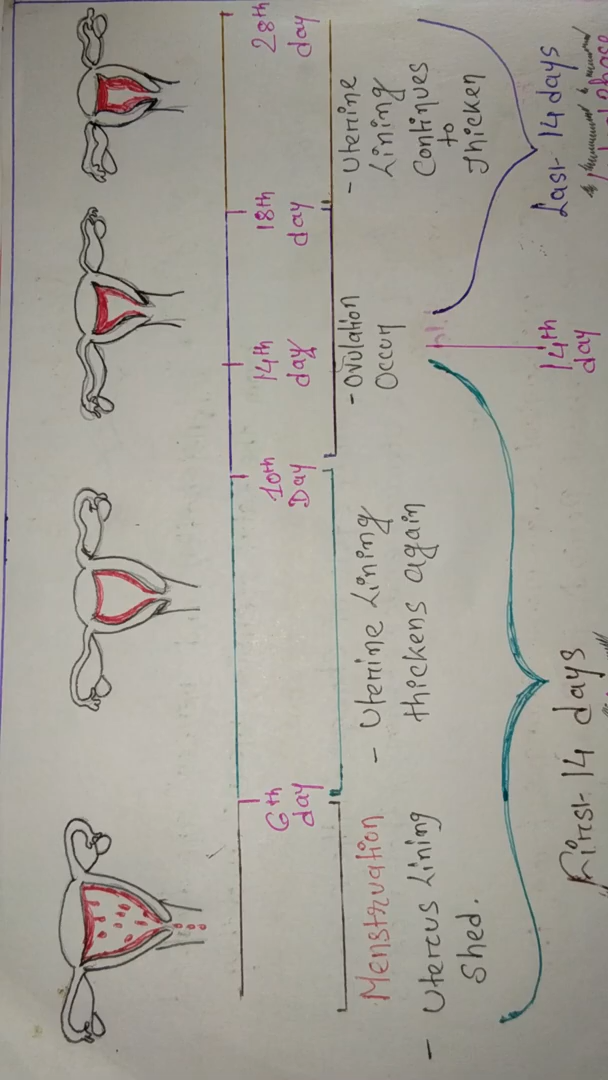 6th
day
10th
Day
14th
day
18th
day
28th
day
Menstruation
- Uterus Lining
Shed.
- Uterine Lining
thickens again
- Ovulation
Occur
- Uterine
Lining
Continues
to
Thicken
First 14 days
14th
day
Last 14 days